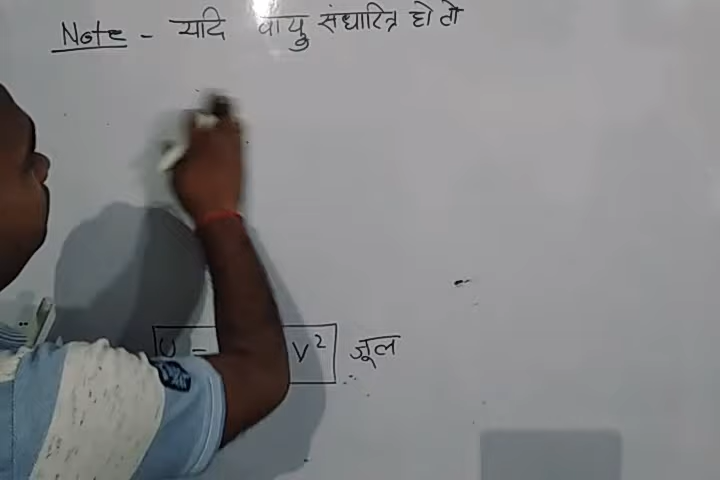 Note - यदि वायु संधारित्र हो तो
U = V² जूल